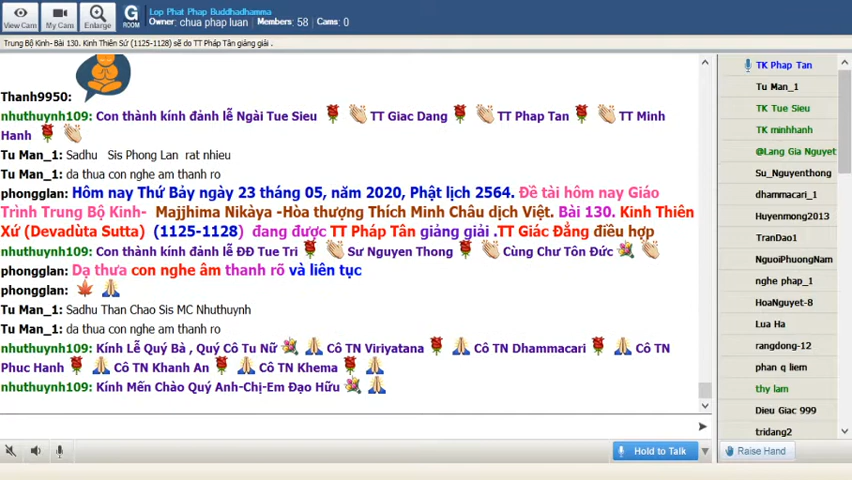 View Cam
My Cam
Enlarge
G
ROOM
Lop Phat Phap Buddhadhamma
Owner: chua phap luan Members: 58 Cams: 0
Trung Bộ Kinh- Bài 130. Kinh Thiên Sứ (1125-1128) sẽ do TT Pháp Tân giảng giải .
Thanh9950:
nhuthuynh109: Con thành kính đảnh lễ Ngài Tue Sieu TT Giac Dang TT Phap Tan TT Minh
Hanh
Tu Man_1: Sadhu Sis Phong Lan rat nhieu
Tu Man_1: da thua con nghe am thanh ro
phongglan: Hôm nay Thứ Bảy ngày 23 tháng 05, năm 2020, Phật lịch 2564. Đề tài hôm nay Giáo
Trình Trung Bộ Kinh- Majjhima Nikàya -Hòa thượng Thích Minh Châu dịch Việt. Bài 130. Kinh Thiên
Xứ (Devadùta Sutta) (1125-1128) đang được TT Pháp Tân giảng giải .TT Giác Đẳng điều hợp
nhuthuynh109: Con thành kính đảnh lễ ĐĐ Tue Tri Sư Nguyen Thong Cùng Chư Tôn Đức
phongglan: Dạ thưa con nghe âm thanh rõ và liên tục
phongglan:
Tu Man_1: Sadhu Than Chao Sis MC Nhuthuynh
Tu Man_1: da thua con nghe am thanh ro
nhuthuynh109: Kính Lễ Quý Bà , Quý Cô Tu Nữ Cô TN Viriyatana Cô TN Dhammacari Cô TN
Phuc Hanh Cô TN Khanh An Cô TN Khema
nhuthuynh109: Kính Mến Chào Quý Anh-Chị-Em Đạo Hữu
Hold to Talk
TK Phap Tan
Tu Man_1
TK Tue Sieu
TK minhhanh
@Lang Gia Nguyet
Su_Nguyenthong
dhammacari_1
Huyenmong2013
TranDao1
NguoiPhuongNam
nghe phap_1
HoaNguyet-8
Lua Ha
rangdong-12
phan q liem
thy lam
Dieu Giac 999
tridang2
Raise Hand